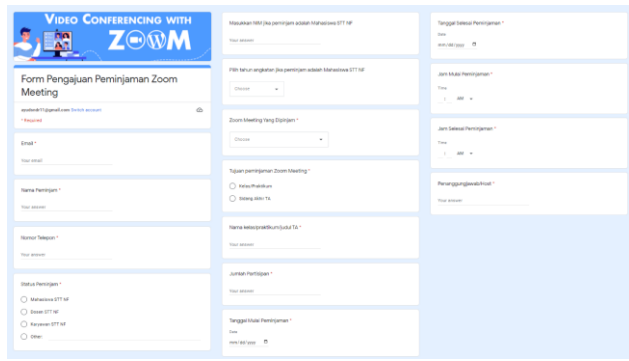 VIDEO CONFERENCING WITH
ZOOM
Form Pengajuan Peminjaman Zoom
Meeting
Switch account
* Required
Email *
Your email
Nama Peminjam *
Your answer
Nomor Telepon *
Your answer
Status Peminjam *
Mahasiswa STT NF
Dosen STT NF
Karyawan STT NF
Other:
Masukkan NIM jika peminjam adalah Mahasiswa STT NF
Your answer
Pilih tahun angkatan jika peminjam adalah Mahasiswa STT NF
Choose
Zoom Meeting Yang Dipinjam *
Choose
Tujuan peminjaman Zoom Meeting *
Kelas/Praktikum
Sidang Akhir TA
Nama kelas/praktikum/judul TA *
Your answer
Jumlah Partisipan *
Your answer
Tanggal Mulai Peminjaman *
Date
mm/dd/yyyy
Tanggal Selesai Peminjaman *
Date
mm/dd/yyyy
Jam Mulai Peminjaman *
Time
: AM
Jam Selesai Peminjaman *
Time
: AM
Penanggungjawab/Host *
Your answer